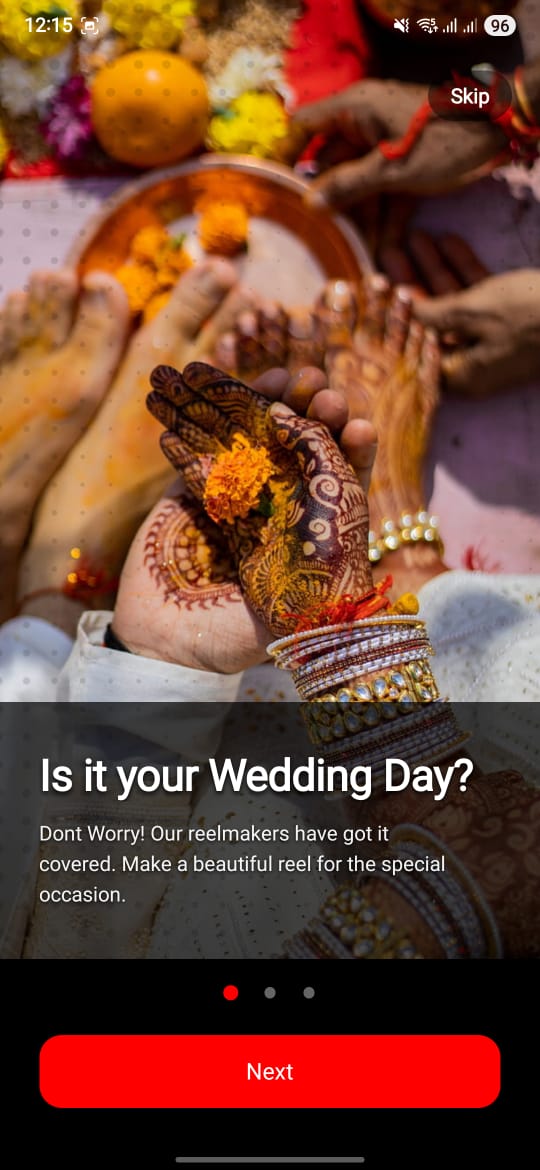 12:15
96
Skip
Is it your Wedding Day?
Dont Worry! Our reelmakers have got it
covered. Make a beautiful reel for the special
occasion.
Next